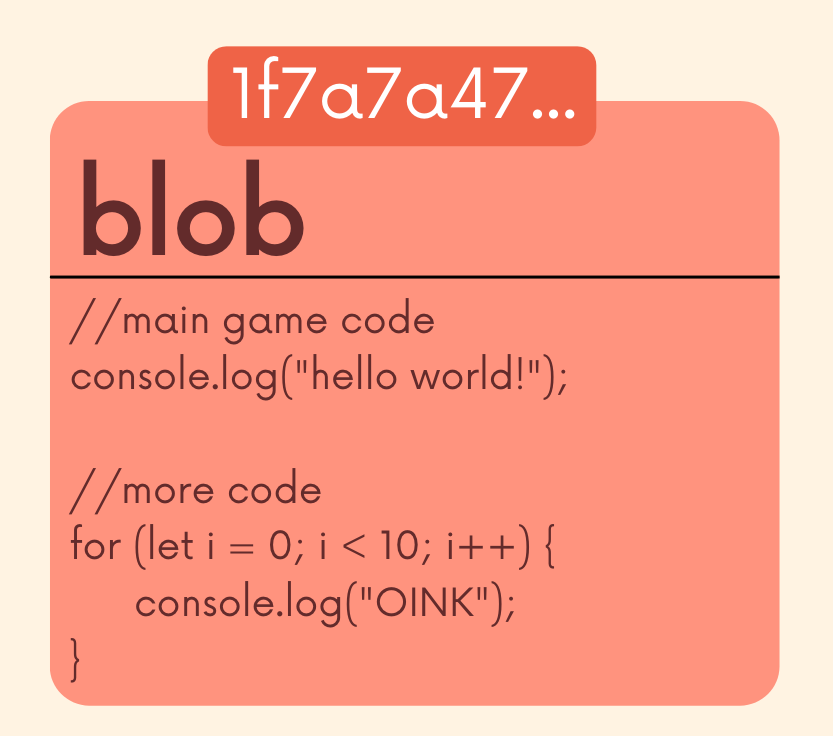 1f7a7a47...
blob
//main game code
console.log("hello world!");
//more code
for (let i = 0; i < 10; i++) {
console.log("OINK");
}